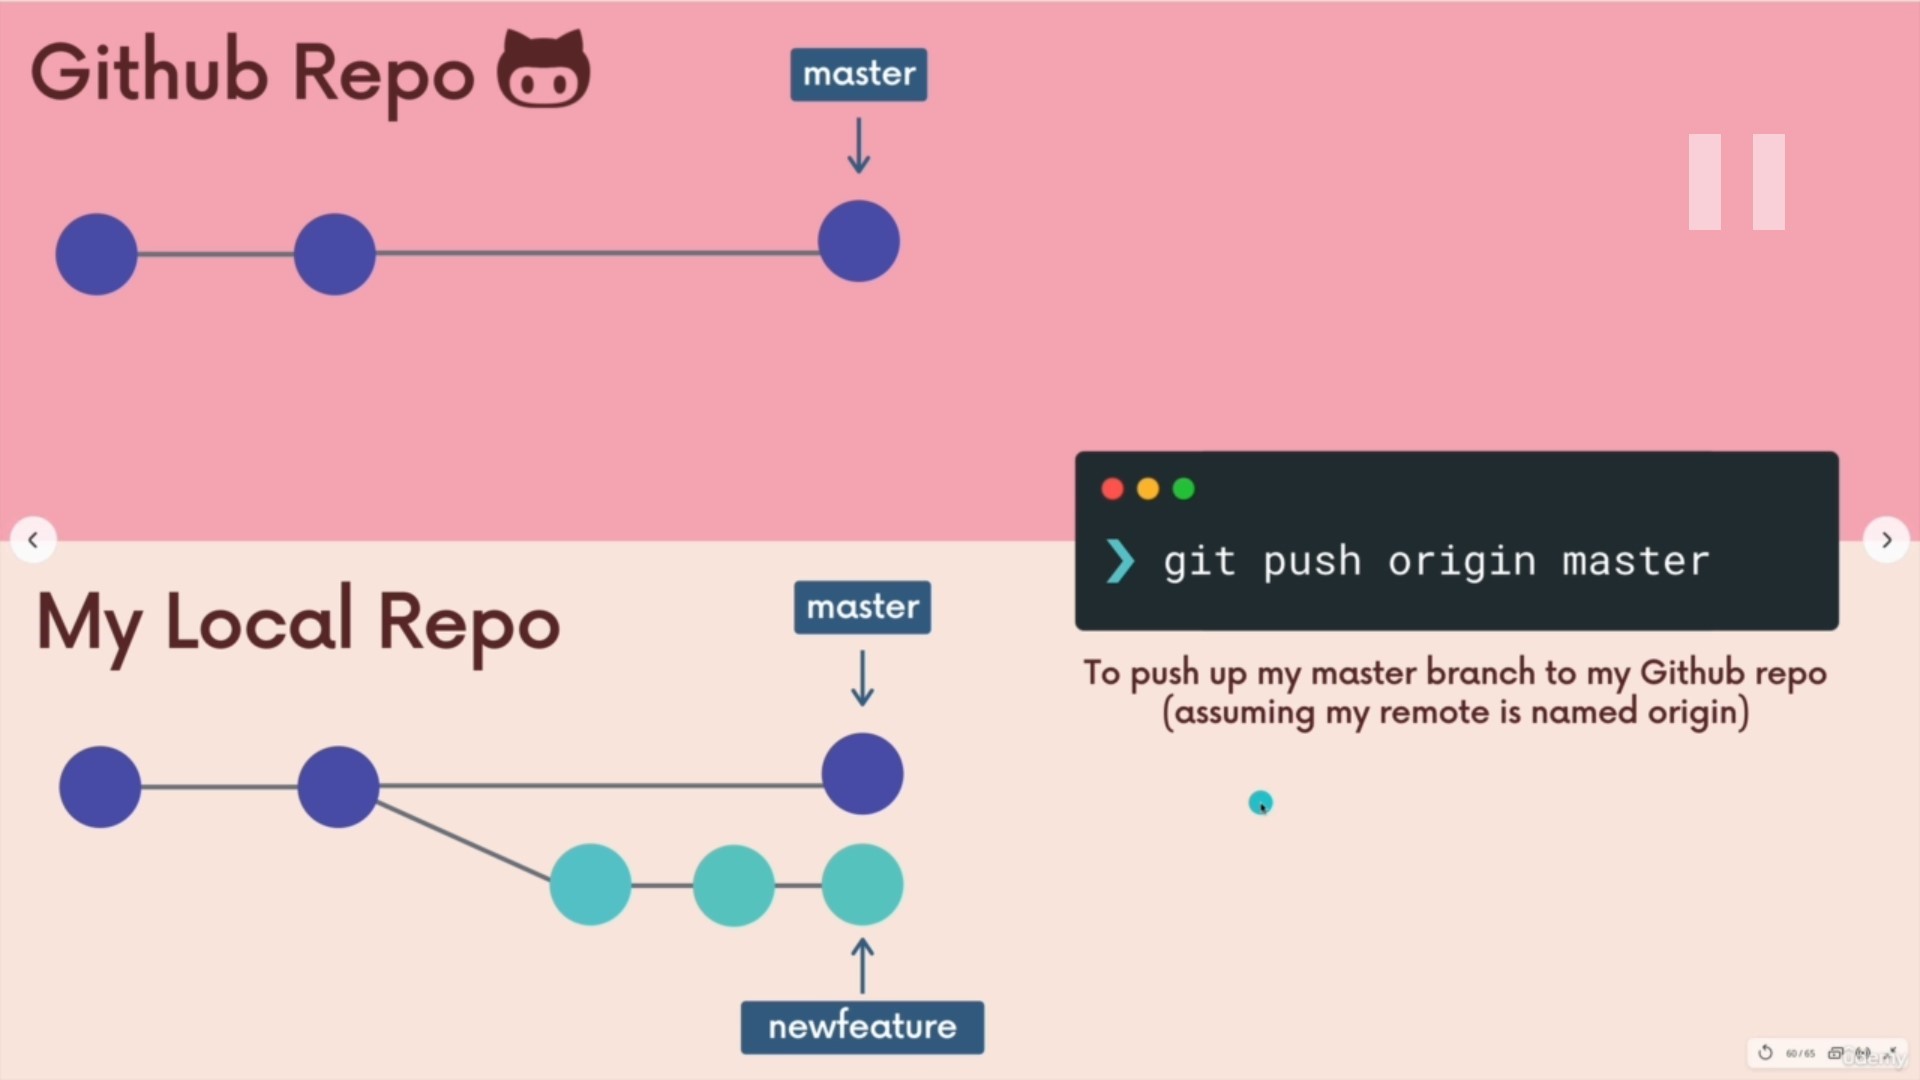 Github Repo
master
git push origin master
My Local Repo
master
To push up my master branch to my Github repo
(assuming my remote is named origin)
newfeature
60 / 65
Udemy